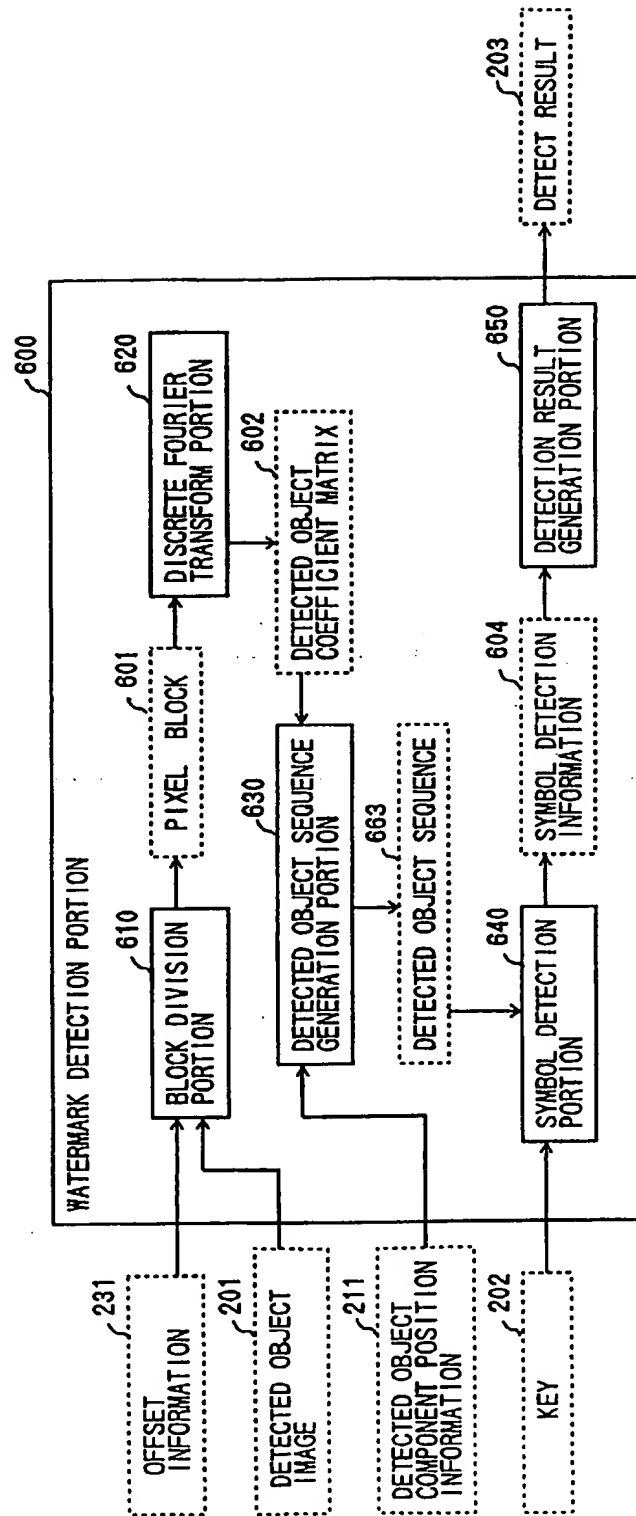 600
WATERMARK DETECTION PORTION
231
OFFSET
INFORMATION
201
DETECTED OBJECT
IMAGE
211
DETECTED OBJECT
COMPONENT POSITION
INFORMATION
202
KEY
610
BLOCK DIVISION
PORTION
601
PIXEL BLOCK
620
DISCRETE FOURIER
TRANSFORM PORTION
602
DETECTED OBJECT
COEFFICIENT MATRIX
630
DETECTED OBJECT SEQUENCE
GENERATION PORTION
663
DETECTED OBJECT SEQUENCE
640
SYMBOL DETECTION
PORTION
604
SYMBOL DETECTION
INFORMATION
650
DETECTION RESULT
GENERATION PORTION
203
DETECT RESULT